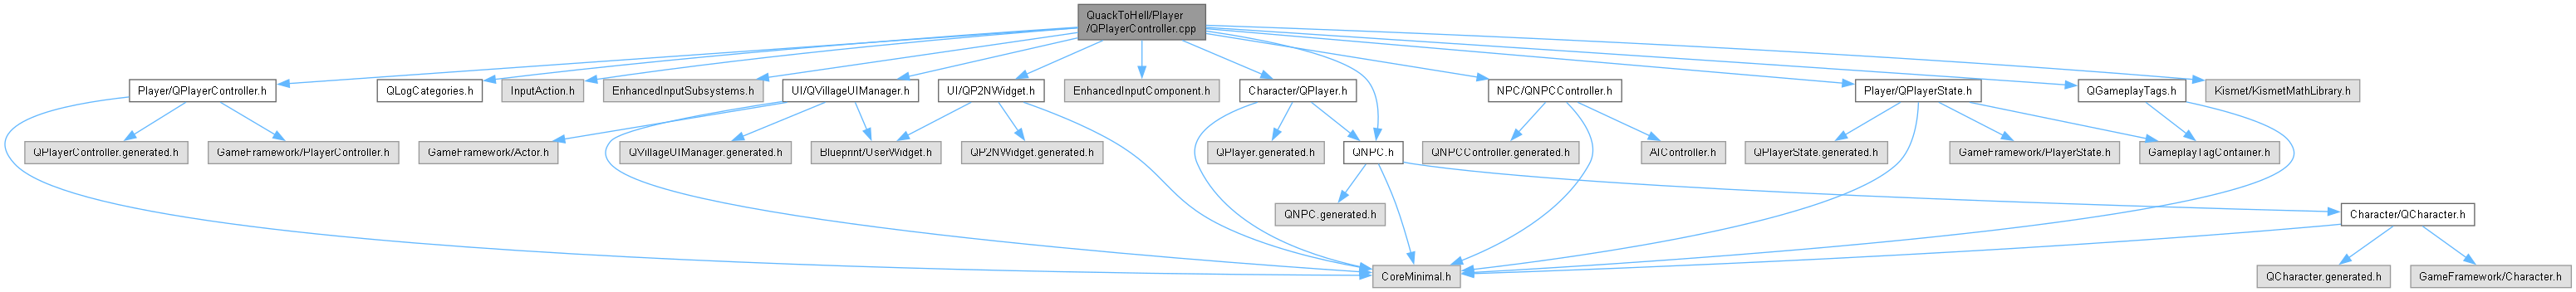 QuackToHell/Player
/QPlayerController.cpp
Player/QPlayerController.h
QLogCategories.h
InputAction.h
EnhancedInputSubsystems.h
UI/QVillageUIManager.h
UI/QP2NWidget.h
EnhancedInputComponent.h
Character/QPlayer.h
NPC/QNPCController.h
Player/QPlayerState.h
QGameplayTags.h
Kismet/KismetMathLibrary.h
QPlayerController.generated.h
GameFramework/PlayerController.h
GameFramework/Actor.h
QVillageUIManager.generated.h
Blueprint/UserWidget.h
QP2NWidget.generated.h
QPlayer.generated.h
QNPC.h
QNPCController.generated.h
AIController.h
QPlayerState.generated.h
GameFramework/PlayerState.h
GameplayTagContainer.h
QNPC.generated.h
Character/QCharacter.h
CoreMinimal.h
QCharacter.generated.h
GameFramework/Character.h